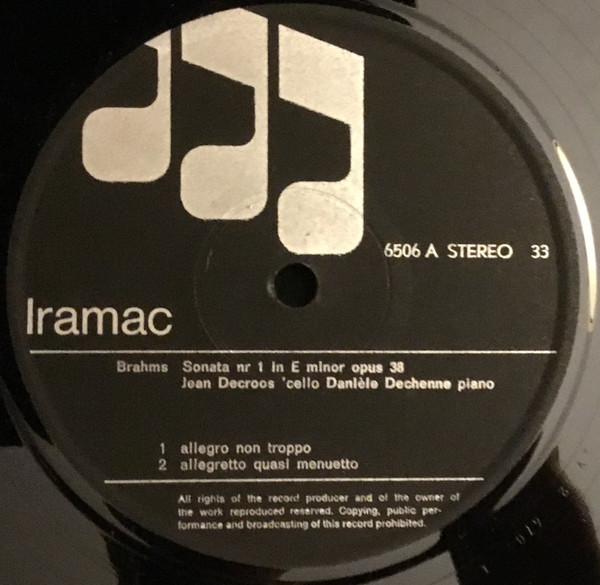 6506 A STEREO 33
Iramac
Brahms Sonata nr 1 in E minor opus 38
Jean Decroos 'cello Danièle Dechenne piano
1 allegro non troppo
2 allegretto quasi menuetto
All rights of the record producer and of the owner of
the work reproduced reserved. Copying, public per-
formance and broadcasting of this record prohibited.